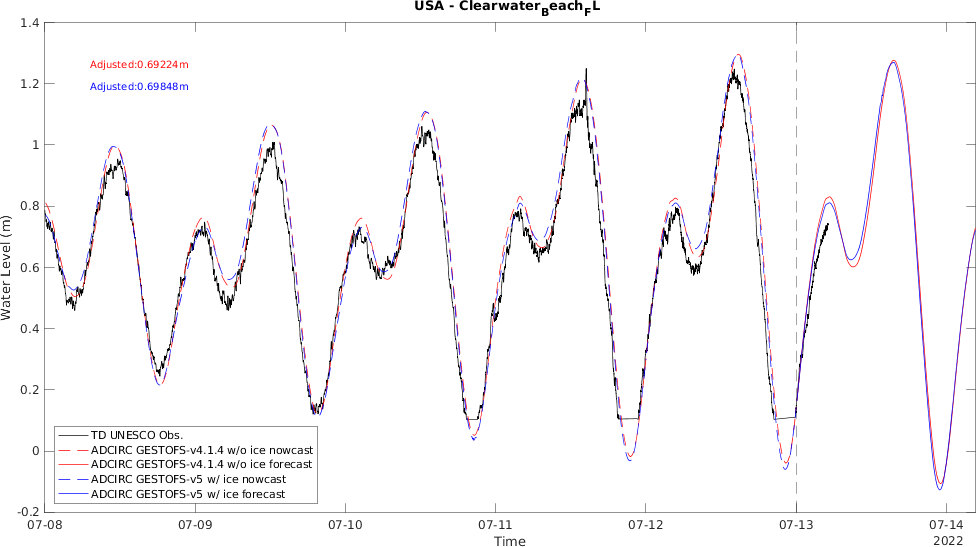 USA - Clearwater_Beach_FL
1.4
1.2
1
0.8
0.6
0.4
0.2
0
-0.2
Water Level (m)
Adjusted:0.69224m
Adjusted:0.69848m
TD UNESCO Obs.
ADCIRC GESTOFS-v4.1.4 w/o ice nowcast
ADCIRC GESTOFS-v4.1.4 w/o ice forecast
ADCIRC GESTOFS-v5 w/ ice nowcast
ADCIRC GESTOFS-v5 w/ ice forecast
07-08 07-09 07-10 07-11 07-12 07-13 07-14
Time
2022